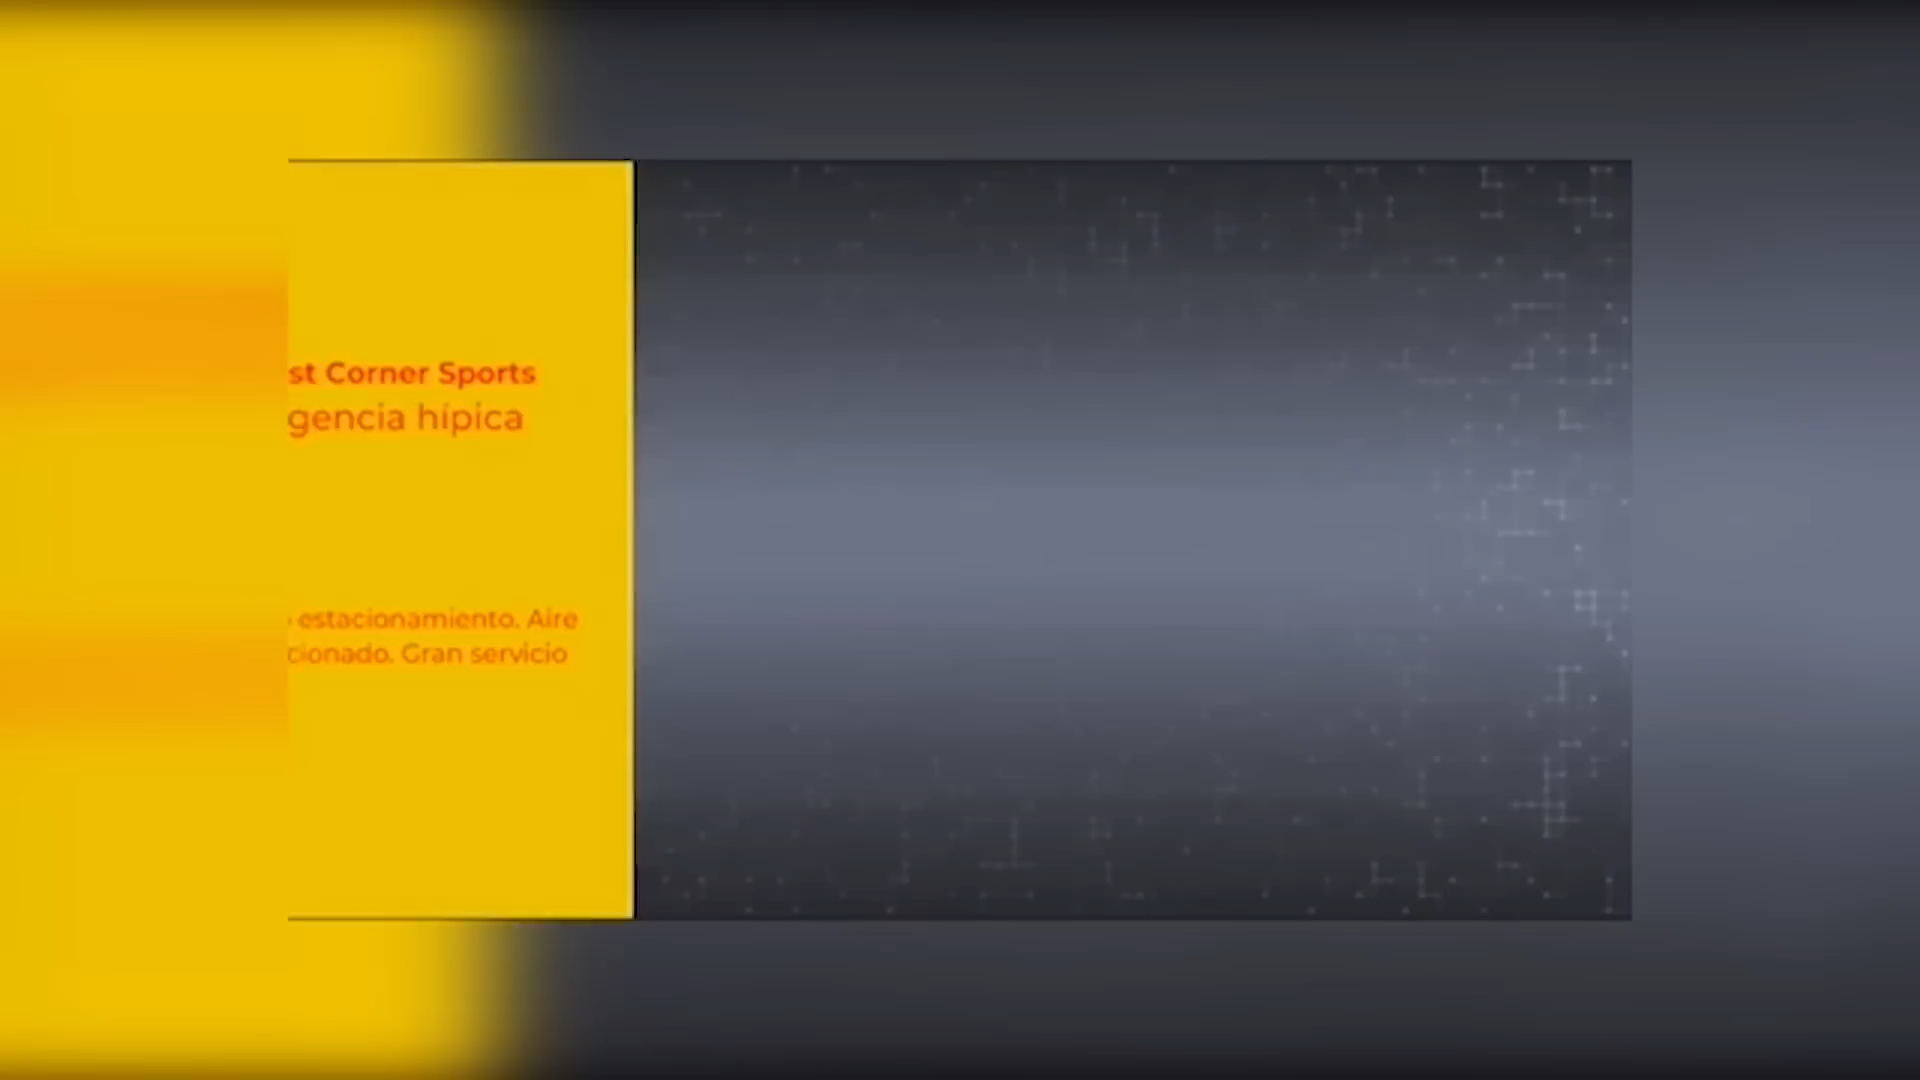 st Corner Sports
gencia hípica
estacionamiento. Aire
cionado. Gran servicio